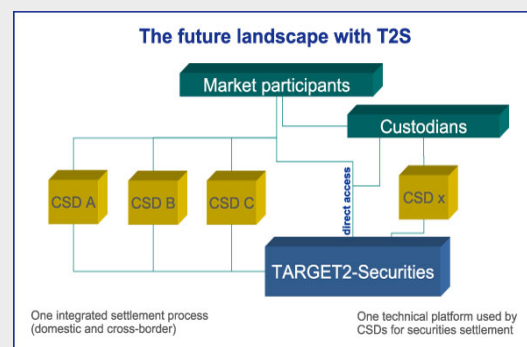 The future landscape with T2S
Market participants
Custodians
CSD A
CSD B
CSD C
direct access
CSD x
TARGET2-Securities
One integrated settlement process
(domestic and cross-border)
One technical platform used by
CSDs for securities settlement